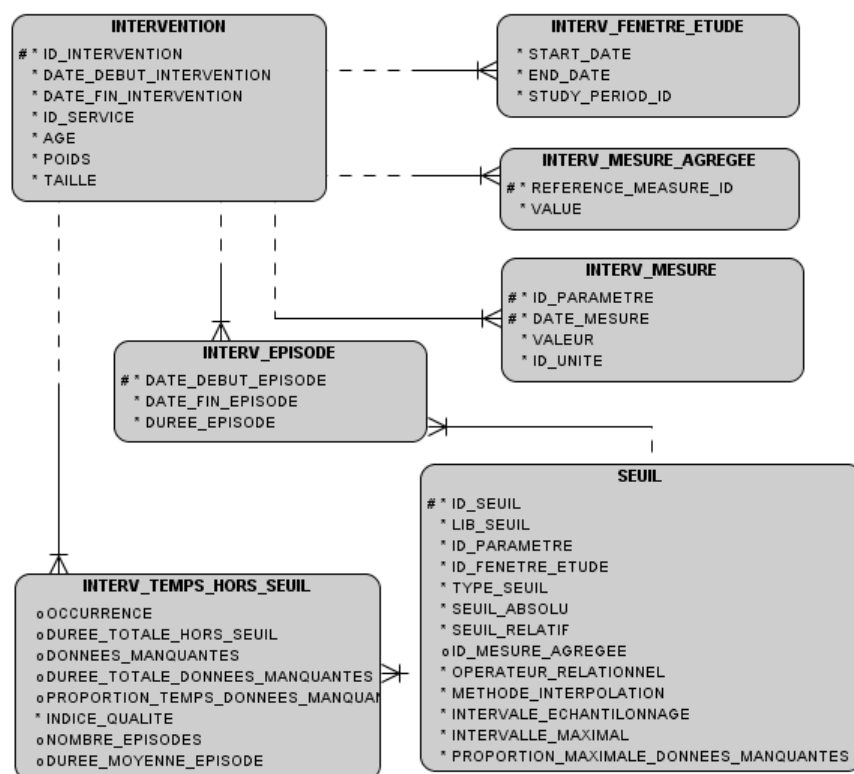 INTERVENTION
# * ID_INTERVENTION
* DATE_DEBUT_INTERVENTION
* DATE_FIN_INTERVENTION
* ID_SERVICE
* AGE
* POIDS
* TAILLE
INTERV_FENETRE_ETUDE
* START_DATE
* END_DATE
* STUDY_PERIOD_ID
INTERV_MESURE_AGREGEE
# * REFERENCE_MEASURE_ID
* VALUE
INTERV_MESURE
# * ID_PARAMETRE
# * DATE_MESURE
* VALEUR
* ID_UNITE
INTERV_EPISODE
# * DATE_DEBUT_EPISODE
* DATE_FIN_EPISODE
* DUREE_EPISODE
SEUIL
# * ID_SEUIL
* LIB_SEUIL
* ID_PARAMETRE
* ID_FENETRE_ETUDE
* TYPE_SEUIL
* SEUIL_ABSOLU
* SEUIL_RELATIF
o ID_MESURE_AGREGEE
* OPERATEUR_RELATIONNEL
* METHODE_INTERPOLATION
* INTERVALE_ECHANTILONNAGE
* INTERVALLE_MAXIMAL
* PROPORTION_MAXIMALE_DONNEES_MANQUANTES
INTERV_TEMPS_HORS_SEUIL
o OCCURRENCE
o DUREE_TOTALE_HORS_SEUIL
o DONNEES_MANQUANTES
o DUREE_TOTALE_DONNEES_MANQUANTES
o PROPORTION_TEMPS_DONNEES_MANQUAN
* INDICE_QUALITE
o NOMBRE_EPISODES
o DUREE_MOYENNE_EPISODE